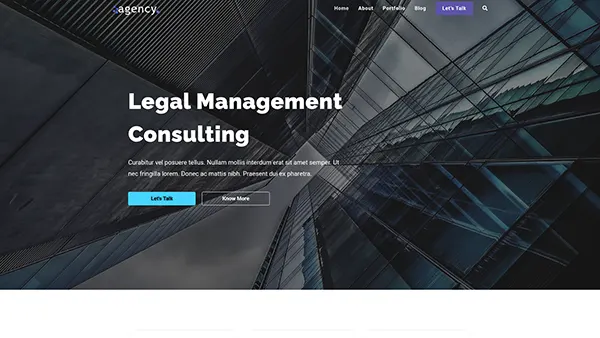 agency
Home About Portfolio Blog Let's Talk
Legal Management
Consulting
Curabitur vel posuere tellus. Nullam mollis interdum erat sit amet semper. Ut
nec fringilla lorem. Donec ac mattis nibh. Praesent dui ex pharetra.
Let's Talk Know More